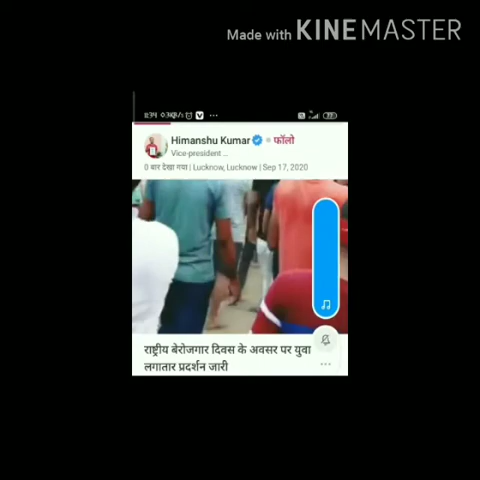 Made with KINEMASTER
Himanshu Kumar फॉलो
Vice-president ...
0 बार देखा गया | Lucknow, Lucknow | Sep 17, 2020
राष्ट्रीय बेरोजगार दिवस के अवसर पर युवा
लगातार प्रदर्शन जारी